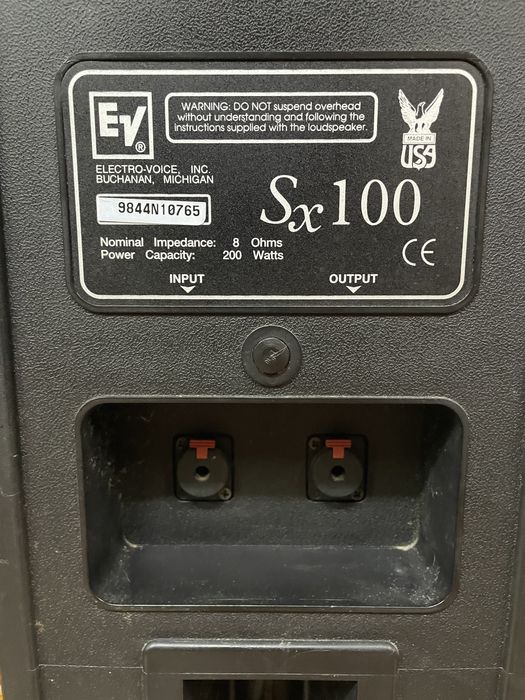 EV®
WARNING: DO NOT suspend overhead
without understanding and following the
instructions supplied with the loudspeaker.
MADE IN
USA
ELECTRO-VOICE, INC.
BUCHANAN, MICHIGAN
9844N10765
Sx100
Nominal Impedance: 8 Ohms
Power Capacity: 200 Watts
CE
INPUT
OUTPUT